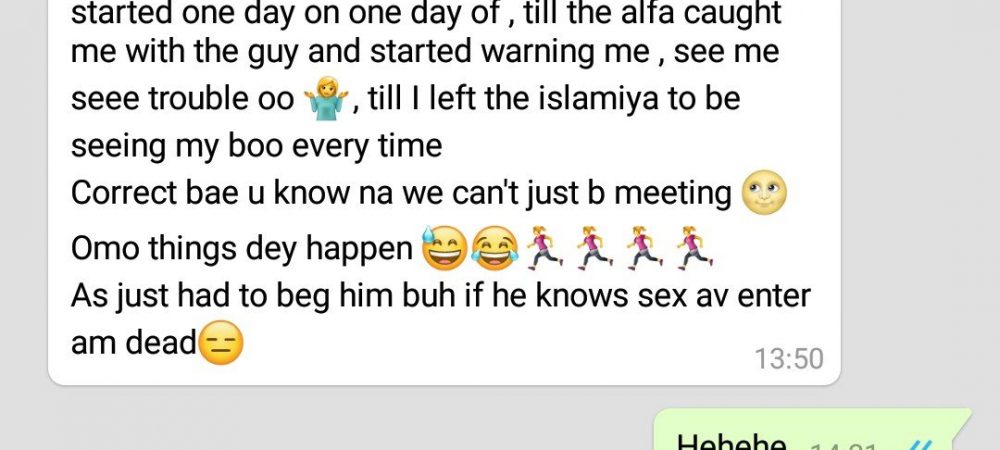 started one day on one day of , till the alfa caught
me with the guy and started warning me , see me
seee trouble oo 🤷‍♀️, till I left the islamiya to be
seeing my boo every time
Correct bae u know na we can't just b meeting 🌝
Omo things dey happen 😅😂🏃‍♀️🏃‍♀️🏃‍♀️🏃‍♀️
As just had to beg him buh if he knows sex av enter
am dead😑
13:50
Hehehe 14:21